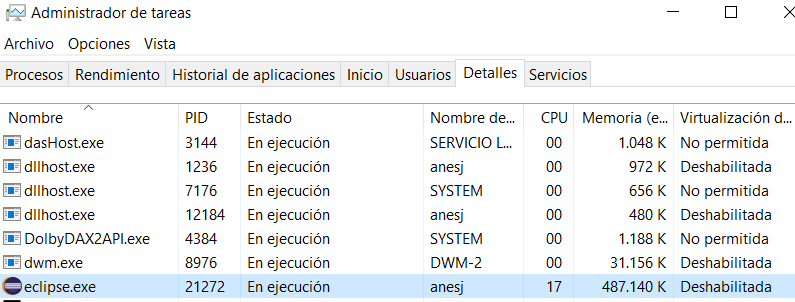 Administrador de tareas
Archivo Opciones Vista
Procesos Rendimiento Historial de aplicaciones Inicio Usuarios Detalles Servicios
Nombre PID Estado Nombre de... CPU Memoria (e... Virtualización d...
dasHost.exe 3144 En ejecución SERVICIO L... 00 1.048 K No permitida
dllhost.exe 1236 En ejecución anesj 00 972 K Deshabilitada
dllhost.exe 7176 En ejecución SYSTEM 00 656 K No permitida
dllhost.exe 12184 En ejecución anesj 00 480 K Deshabilitada
DolbyDAX2API.exe 4384 En ejecución SYSTEM 00 1.188 K No permitida
dwm.exe 8976 En ejecución DWM-2 00 31.156 K Deshabilitada
eclipse.exe 21272 En ejecución anesj 17 487.140 K Deshabilitada